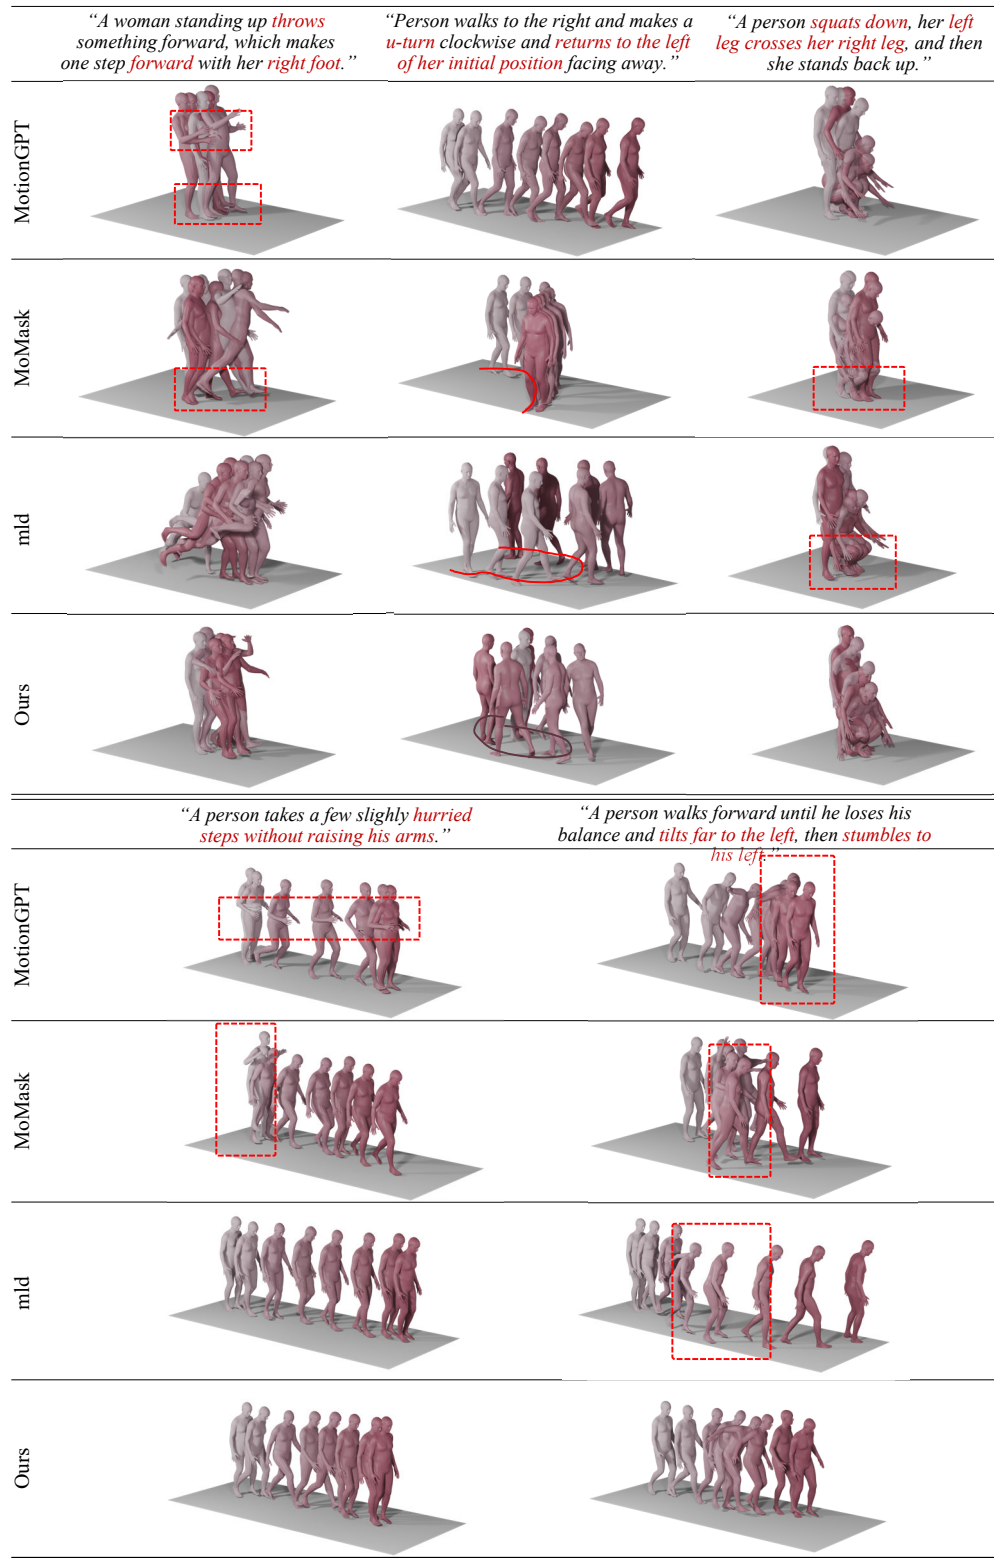 “A woman standing up throws
something forward, which makes
one step forward with her right foot.”
“Person walks to the right and makes a
u-turn clockwise and returns to the left
of her initial position facing away.”
“A person squats down, her left
leg crosses her right leg, and then
she stands back up.”
MotionGPT
MoMask
mld
Ours
“A person takes a few slighly hurried
steps without raising his arms.”
“A person walks forward until he loses his
balance and tilts far to the left, then stumbles to
his left.”
MotionGPT
MoMask
mld
Ours